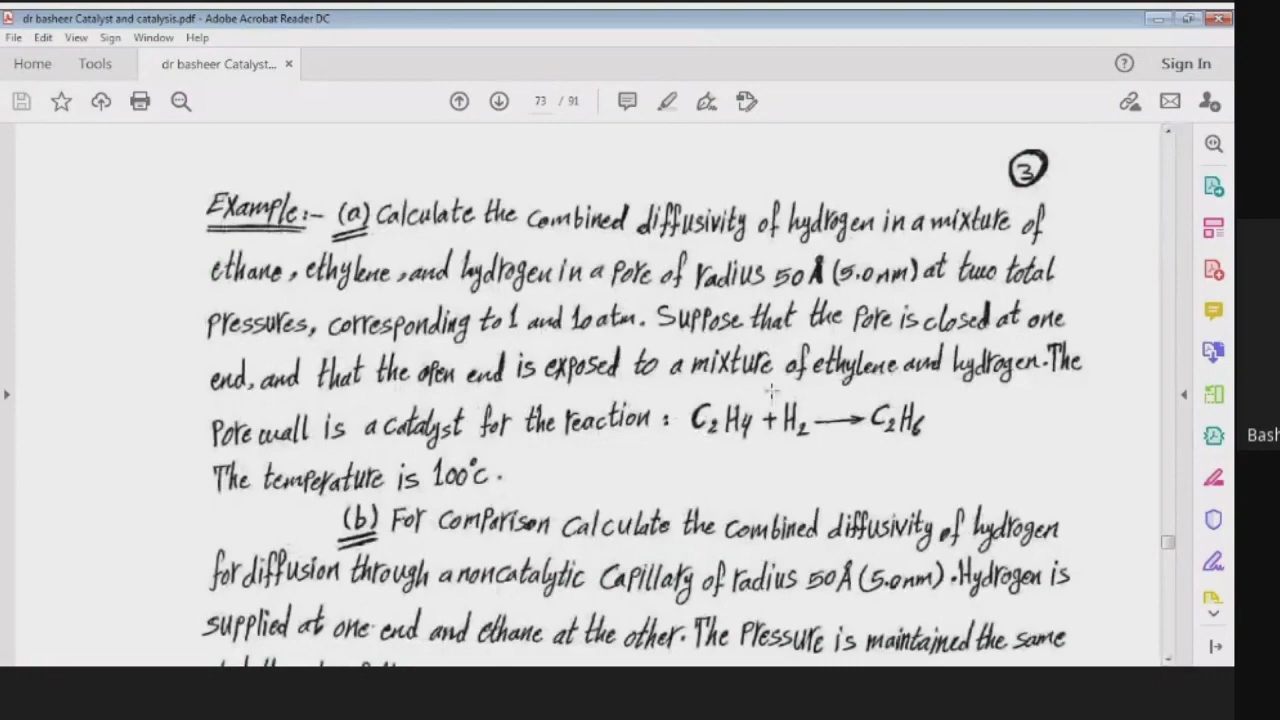 dr basheer Catalyst and catalysis.pdf - Adobe Acrobat Reader DC
File Edit View Sign Window Help
Home Tools dr basheer Catalyst... × Sign In
73 / 91
3
Example:- (a) Calculate the combined diffusivity of hydrogen in a mixture of
ethane, ethylene, and hydrogen in a pore of radius 50 Å (5.0 nm) at two total
pressures, corresponding to 1 and 10 atm. Suppose that the pore is closed at one
end, and that the open end is exposed to a mixture of ethylene and hydrogen. The
pore wall is a catalyst for the reaction : C₂H₄ + H₂ → C₂H₆
The temperature is 100°c.
(b) For comparison calculate the combined diffusivity of hydrogen
for diffusion through a noncatalytic capillary of radius 50 Å (5.0 nm). Hydrogen is
supplied at one end and ethane at the other. The pressure is maintained the same
Bash